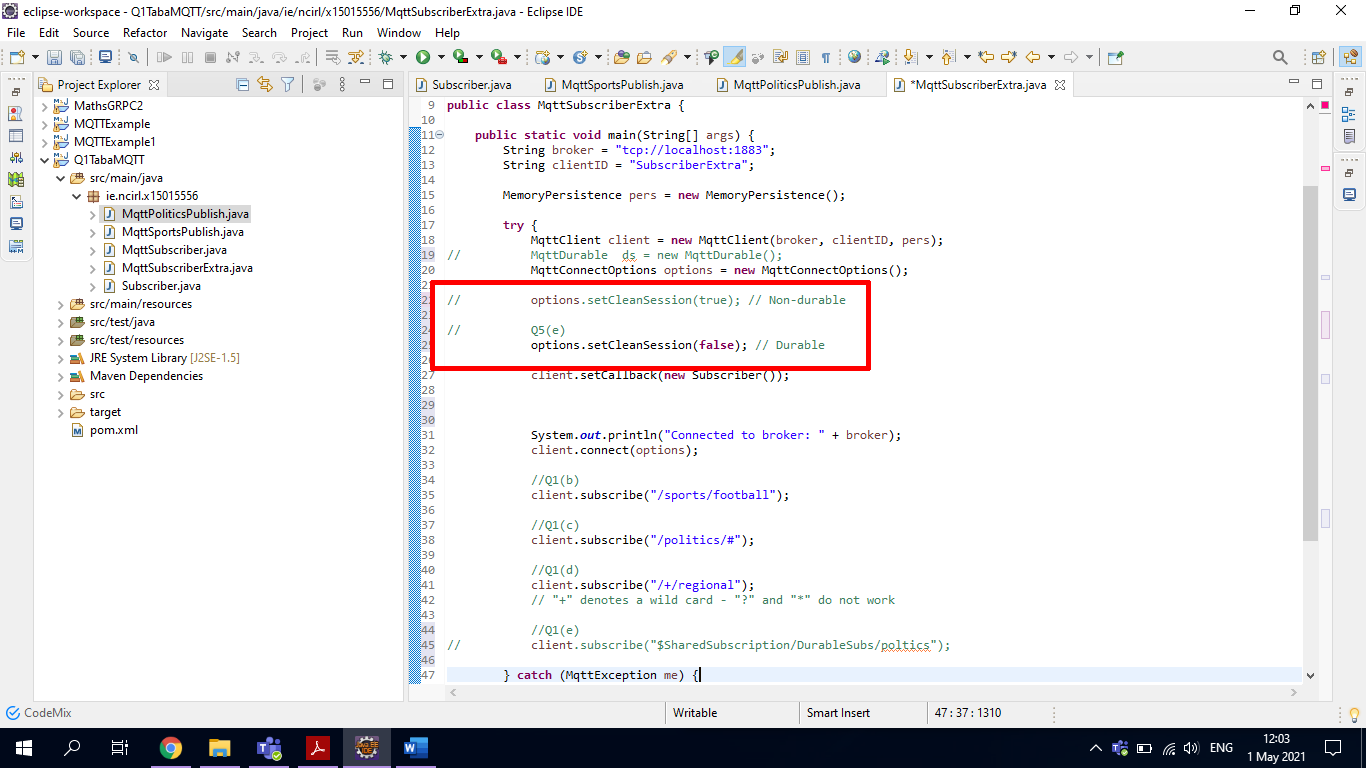 eclipse-workspace - Q1TabaMQTT/src/main/java/ie/ncirl/x15015556/MqttSubscriberExtra.java - Eclipse IDE
File Edit Source Refactor Navigate Search Project Run Window Help
Project Explorer
Subscriber.java MqttSportsPublish.java MqttPoliticsPublish.java *MqttSubscriberExtra.java
MathsGRPC2
MQTTExample
MQTTExample1
Q1TabaMQTT
src/main/java
ie.ncirl.x15015556
MqttPoliticsPublish.java
MqttSportsPublish.java
MqttSubscriber.java
MqttSubscriberExtra.java
Subscriber.java
src/main/resources
src/test/java
src/test/resources
JRE System Library [J2SE-1.5]
Maven Dependencies
src
target
pom.xml
9 public class MqttSubscriberExtra {
10
11 public static void main(String[] args) {
12 String broker = "tcp://localhost:1883";
13 String clientID = "SubscriberExtra";
14
15 MemoryPersistence pers = new MemoryPersistence();
16
17 try {
18 MqttClient client = new MqttClient(broker, clientID, pers);
19 // MqttDurable ds = new MqttDurable();
20 MqttConnectOptions options = new MqttConnectOptions();
// options.setCleanSession(true); // Non-durable
// Q5(e)
options.setCleanSession(false); // Durable
27 client.setCallback(new Subscriber());
28
29
30
31 System.out.println("Connected to broker: " + broker);
32 client.connect(options);
33
34 //Q1(b)
35 client.subscribe("/sports/football");
36
37 //Q1(c)
38 client.subscribe("/politics/#");
39
40 //Q1(d)
41 client.subscribe("/+/regional");
42 // "+" denotes a wild card - "?" and "*" do not work
43
44 //Q1(e)
45 // client.subscribe("$SharedSubscription/DurableSubs/poltics");
46
47 } catch (MqttException me) {
CodeMix
Writable
Smart Insert
47 : 37 : 1310
ENG
12:03
1 May 2021